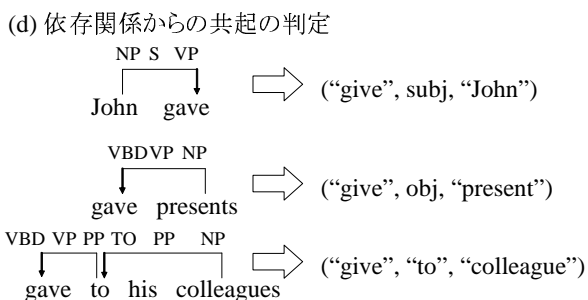 (d) 依存関係からの共起の判定
NP S VP
John gave
(“give”, subj, “John”)
VBD VP NP
gave presents
(“give”, obj, “present”)
VBD VP PP TO PP NP
gave to his colleagues
(“give”, “to”, “colleague”)